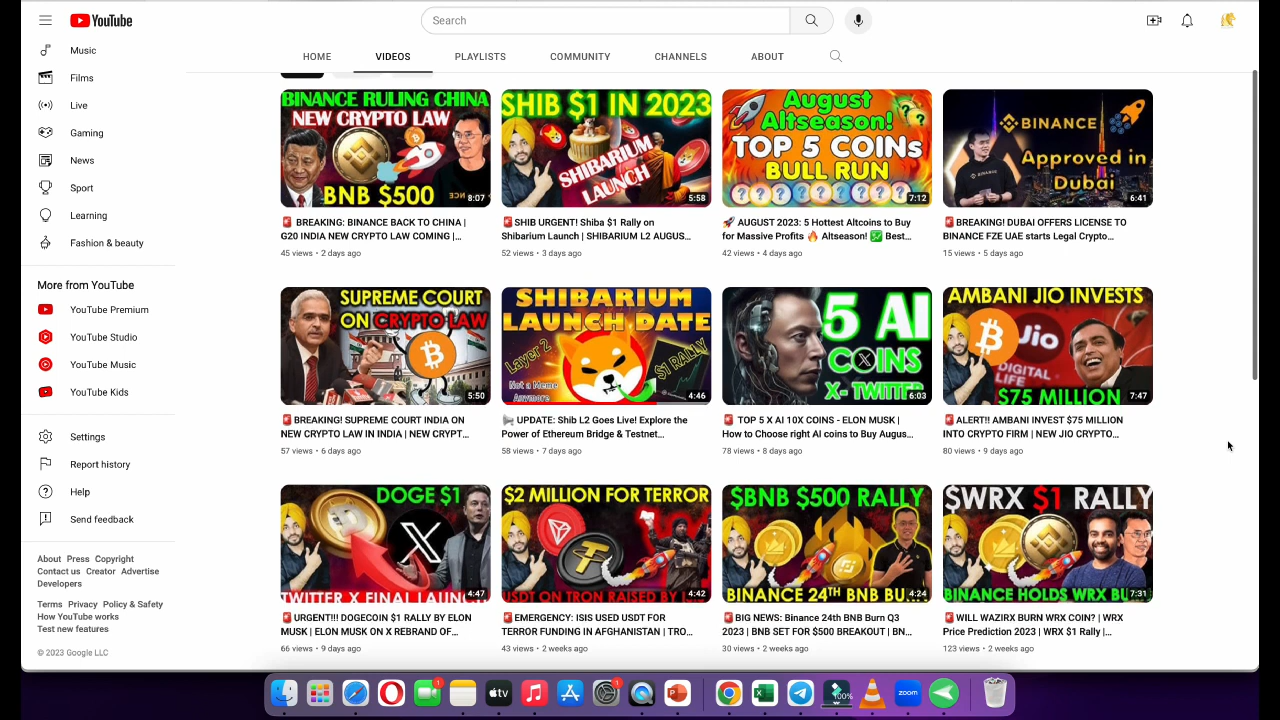 YouTube
Search
Music
Films
Live
Gaming
News
Sport
Learning
Fashion & beauty
More from YouTube
YouTube Premium
YouTube Studio
YouTube Music
YouTube Kids
Settings
Report history
Help
Send feedback
About Press Copyright
Contact us Creator Advertise
Developers
Terms Privacy Policy & Safety
How YouTube works
Test new features
© 2023 Google LLC
HOME VIDEOS PLAYLISTS COMMUNITY CHANNELS ABOUT
BINANCE RULING CHINA
NEW CRYPTO LAW
BNB $500
8:07
🚨 BREAKING: BINANCE BACK TO CHINA |
G20 INDIA NEW CRYPTO LAW COMING |...
45 views • 2 days ago
SHIB $1 IN 2023
SHIBARIUM
LAUNCH
5:58
🚨SHIB URGENT! Shiba $1 Rally on
Shibarium Launch | SHIBARIUM L2 AUGUS...
52 views • 3 days ago
August
Altseason!
TOP 5 COINs
BULL RUN
7:12
🚀 AUGUST 2023: 5 Hottest Altcoins to Buy
for Massive Profits 🔥 Altseason! 💹 Best...
42 views • 4 days ago
BINANCE
Approved in
Dubai
6:41
🚨BREAKING! DUBAI OFFERS LICENSE TO
BINANCE FZE UAE starts Legal Crypto...
15 views • 5 days ago
SUPREME COURT
ON CRYPTO LAW
5:50
🚨BREAKING! SUPREME COURT INDIA ON
NEW CRYPTO LAW IN INDIA | NEW CRYPT...
57 views • 6 days ago
SHIBARIUM
LAUNCH DATE
Layer 2
Not a Meme
Anymore
$1 RALLY
4:46
📢 UPDATE: Shib L2 Goes Live! Explore the
Power of Ethereum Bridge & Testnet...
58 views • 7 days ago
5 AI
COINS
X- TWITTER
6:03
🚨 TOP 5 X AI 10X COINS - ELON MUSK |
How to Choose right AI coins to Buy Augus...
78 views • 8 days ago
AMBANI JIO INVESTS
Jio
DIGITAL
LIFE
$75 MILLION
7:47
🚨ALERT!! AMBANI INVEST $75 MILLION
INTO CRYPTO FIRM | NEW JIO CRYPTO...
80 views • 9 days ago
DOGE $1
X
TWITTER X FINAL LAUNCH
4:47
🚨URGENT!!! DOGECOIN $1 RALLY BY ELON
MUSK | ELON MUSK ON X REBRAND OF...
66 views • 9 days ago
$2 MILLION FOR TERROR
USDT ON TRON RAISED BY
4:42
🚨EMERGENCY: ISIS USED USDT FOR
TERROR FUNDING IN AFGHANISTAN | TRO...
43 views • 2 weeks ago
$BNB $500 RALLY
BINANCE 24TH BNB BURN
4:24
🚨BIG NEWS: Binance 24th BNB Burn Q3
2023 | BNB SET FOR $500 BREAKOUT | BN...
30 views • 2 weeks ago
$WRX $1 RALLY
BINANCE HOLDS WRX
7:31
🚨WILL WAZIRX BURN WRX COIN? | WRX
Price Prediction 2023 | WRX $1 Rally |...
123 views • 2 weeks ago
1
tv
1
100%
zoom